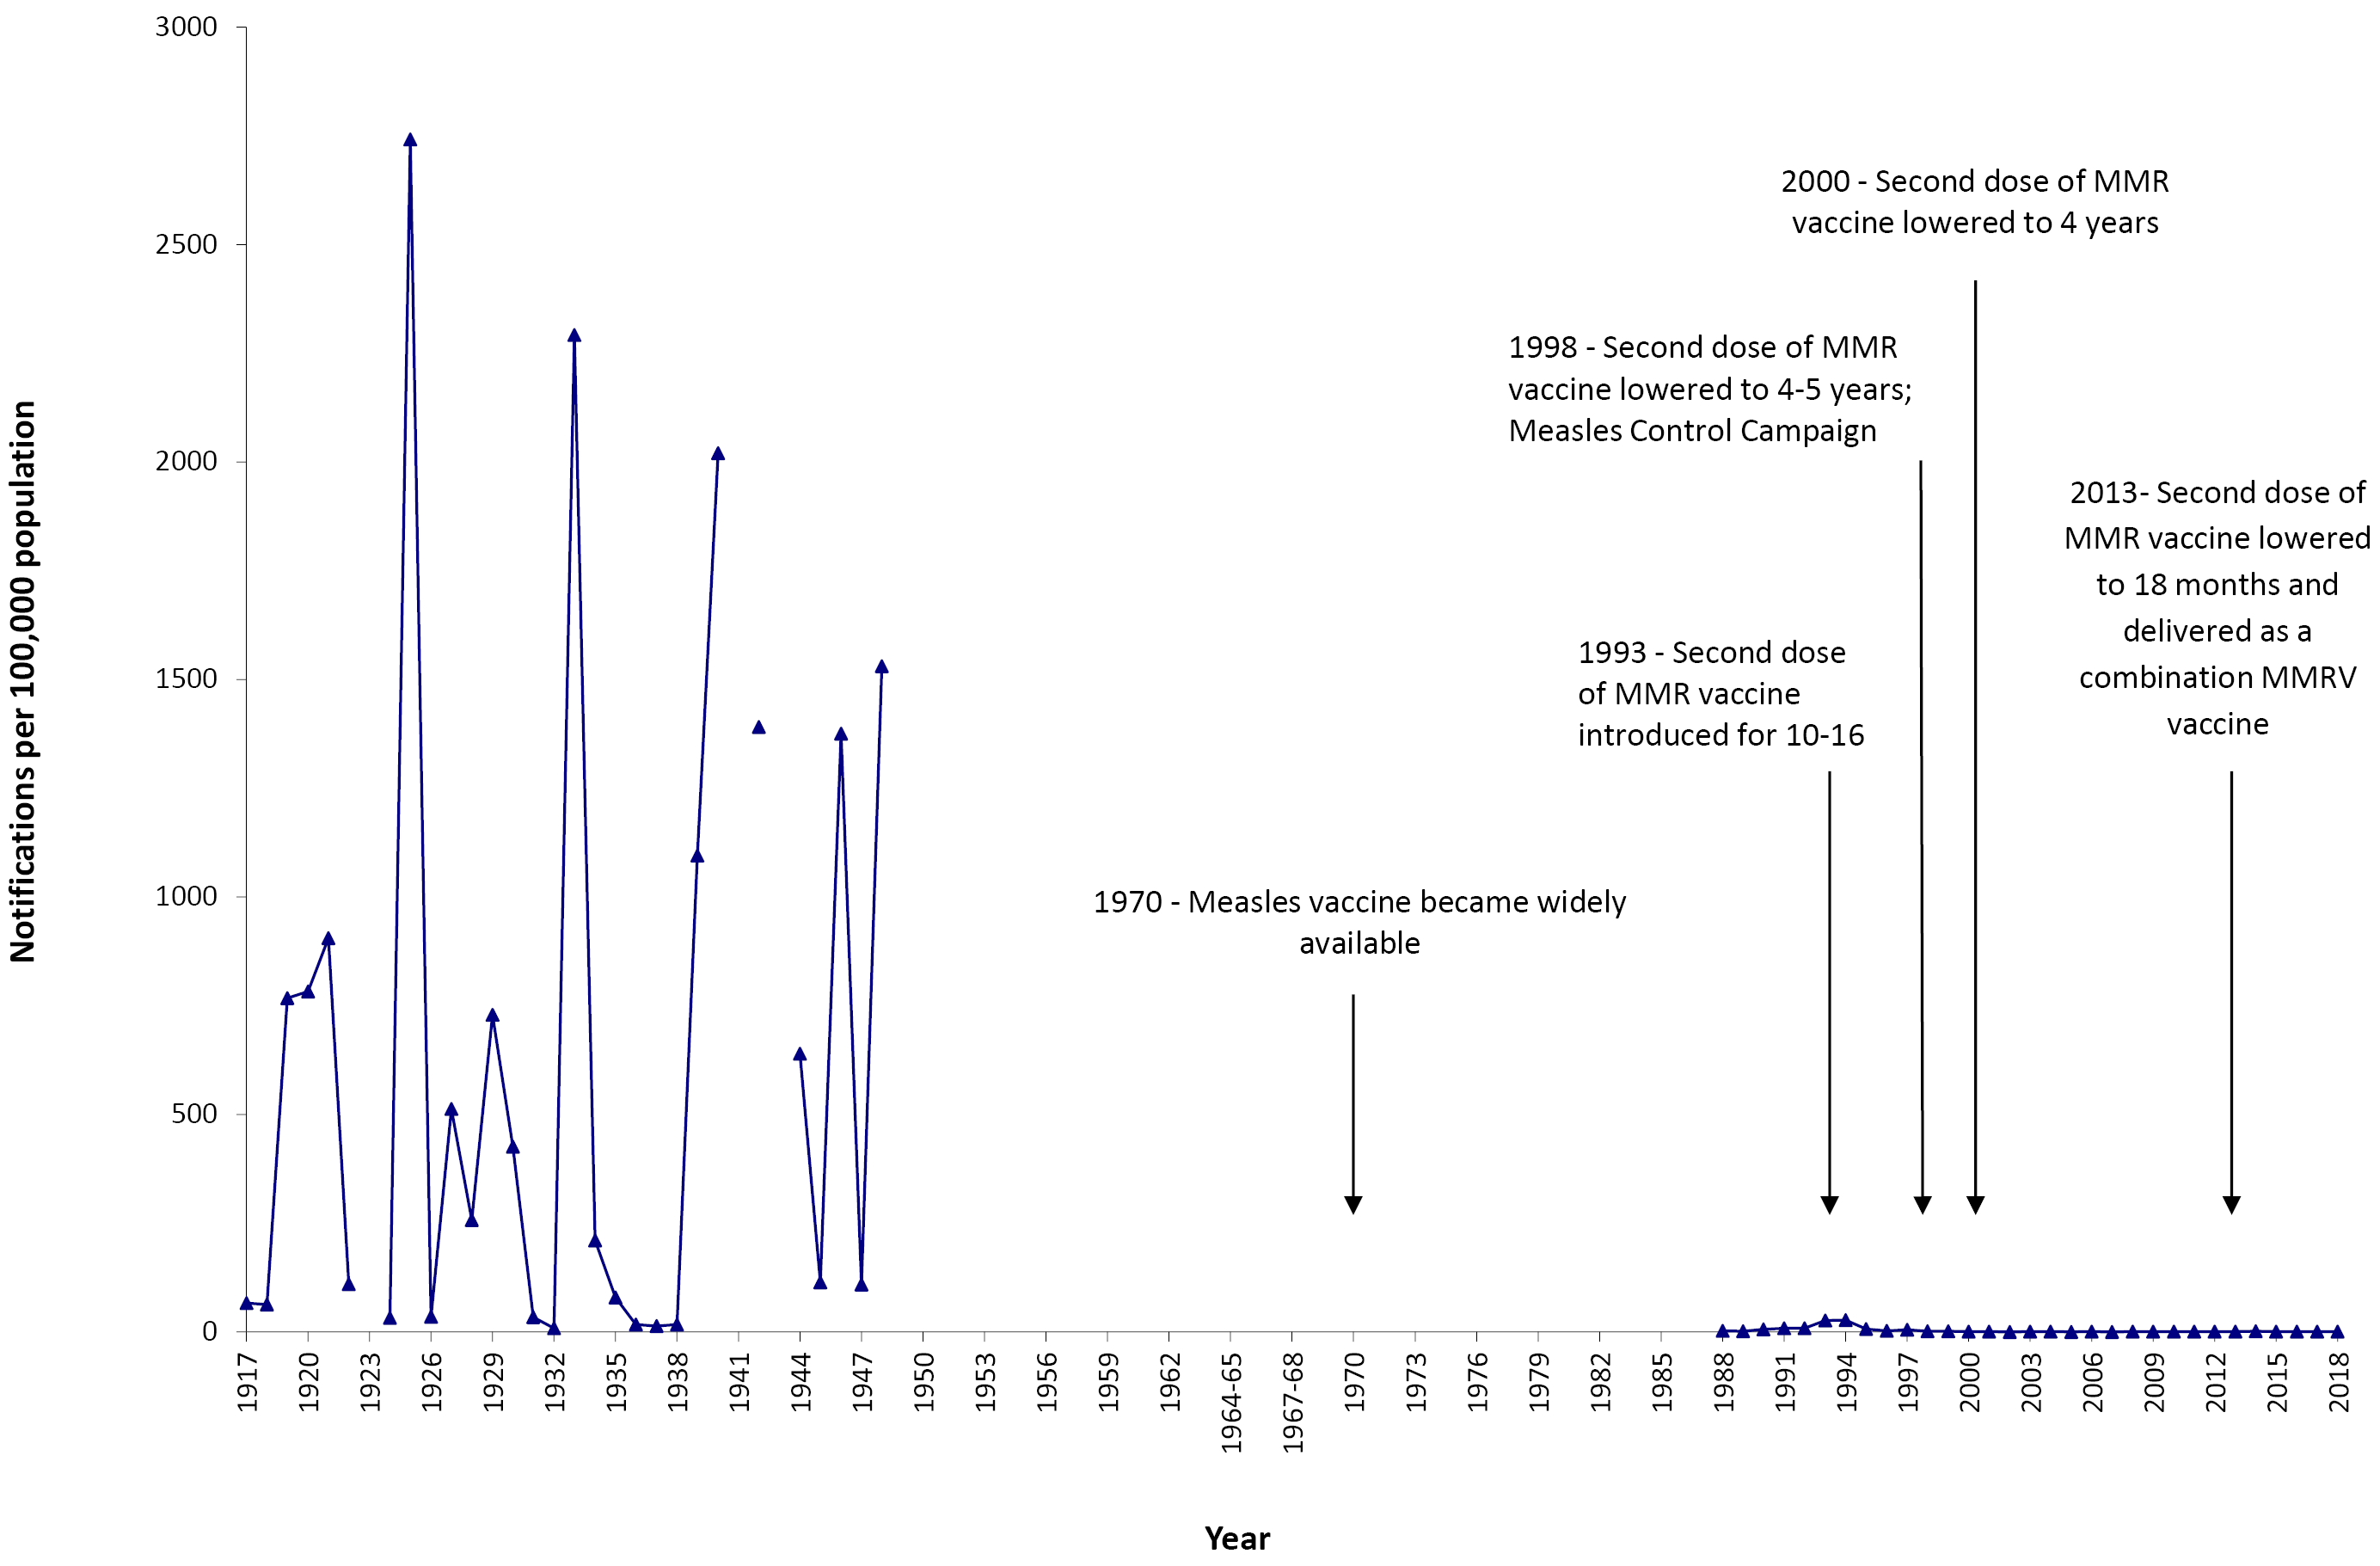 3000
2500
2000
1500
1000
500
0
Notifications per 100,000 population
2000 - Second dose of MMR
vaccine lowered to 4 years
1998 - Second dose of MMR
vaccine lowered to 4-5 years;
Measles Control Campaign
2013- Second dose of
MMR vaccine lowered
to 18 months and
delivered as a
combination MMRV
vaccine
1993 - Second dose
of MMR vaccine
introduced for 10-16
1970 - Measles vaccine became widely
available
1917
1920
1923
1926
1929
1932
1935
1938
1941
1944
1947
1950
1953
1956
1959
1962
1964-65
1967-68
1970
1973
1976
1979
1982
1985
1988
1991
1994
1997
2000
2003
2006
2009
2012
2015
2018
Year